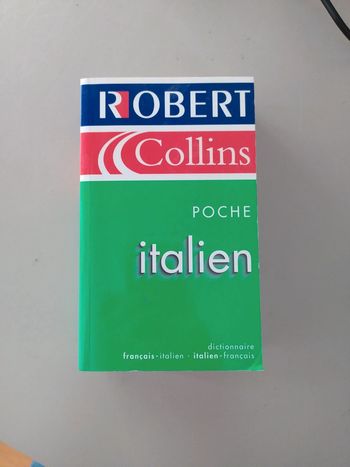 ROBERT
Collins
POCHE
italien
dictionnaire
français-italien · italien-français